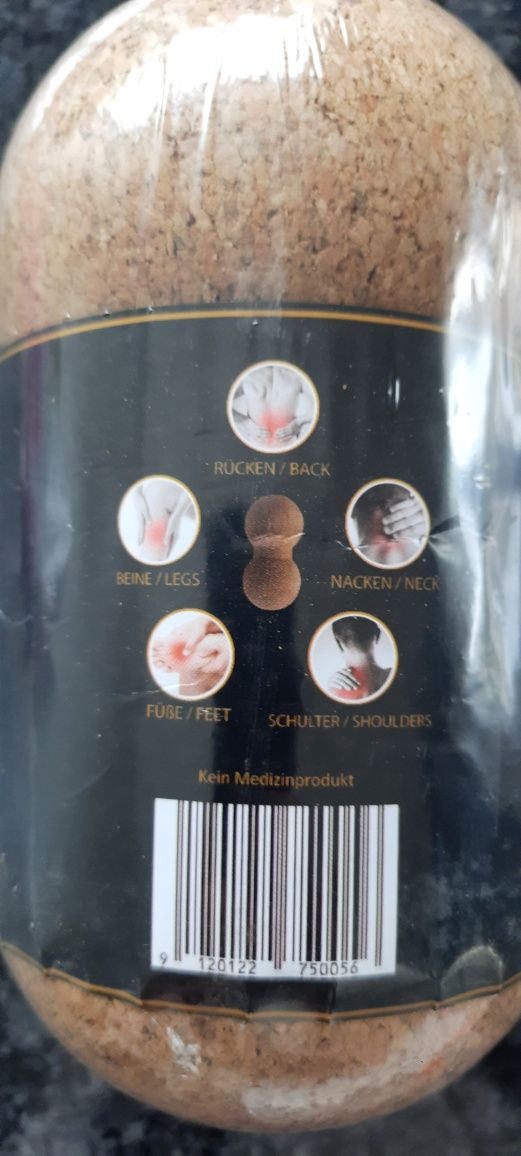 RÜCKEN / BACK
BEINE / LEGS
NACKEN / NECK
FÜßE / FEET
SCHULTER / SHOULDERS
Kein Medizinprodukt
9 120122 750056